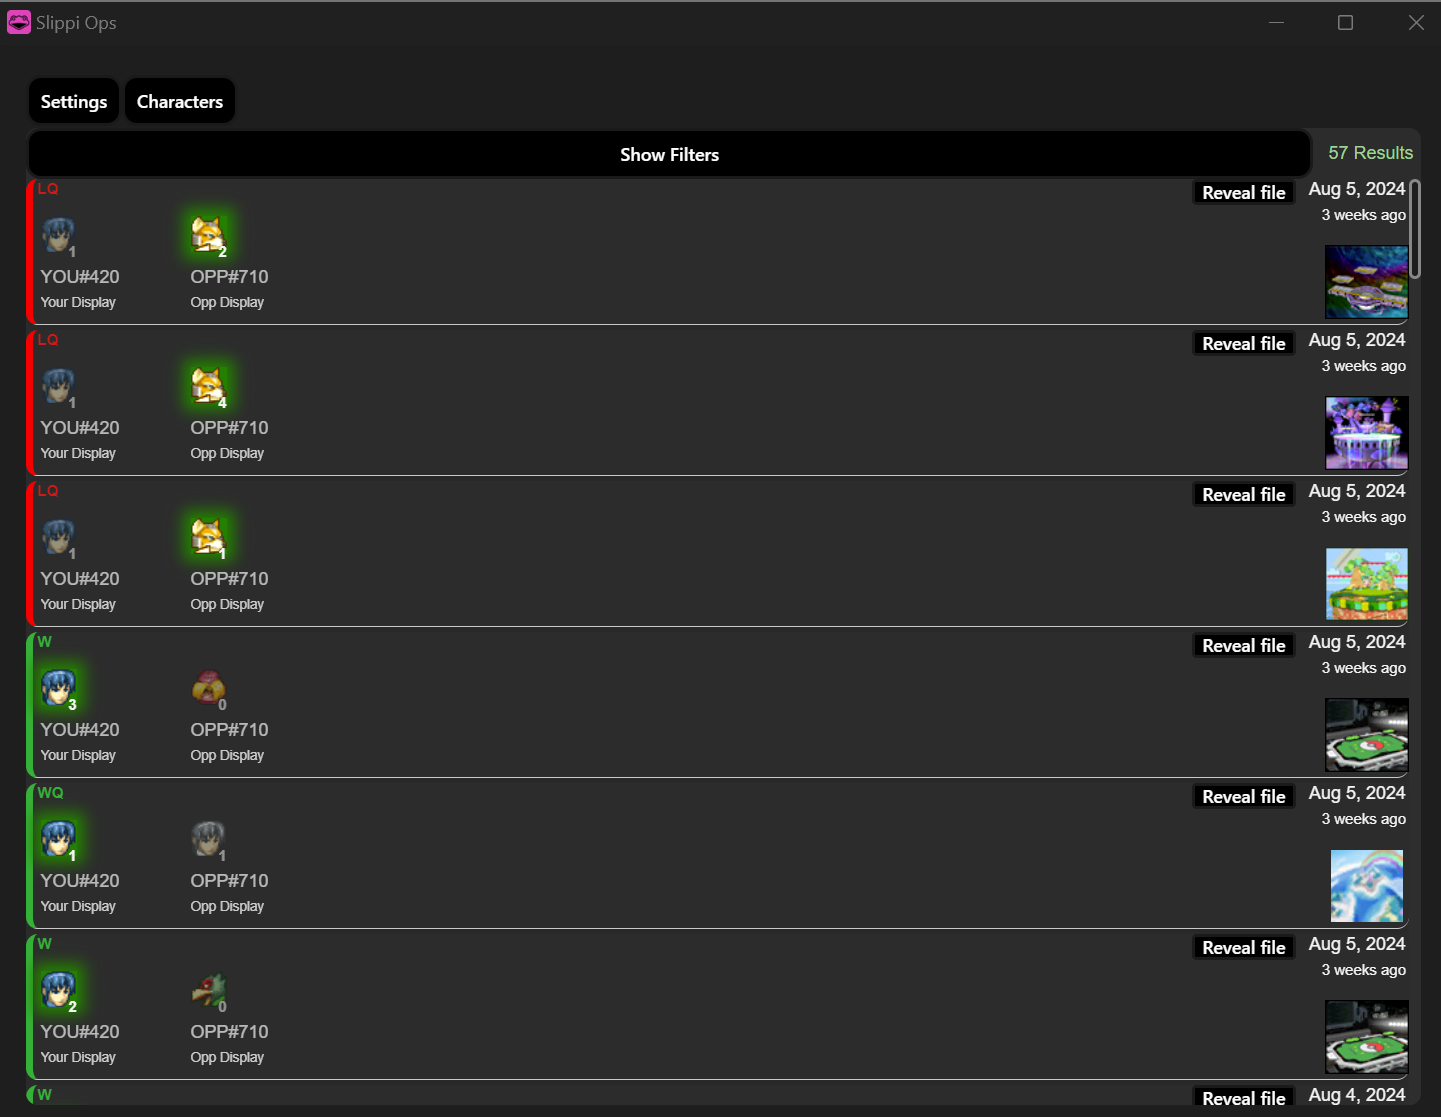 Slippi Ops
Settings Characters
Show Filters 57 Results
LQ Reveal file Aug 5, 2024
3 weeks ago
1 2
YOU#420 OPP#710
Your Display Opp Display
LQ Reveal file Aug 5, 2024
3 weeks ago
1 4
YOU#420 OPP#710
Your Display Opp Display
LQ Reveal file Aug 5, 2024
3 weeks ago
1 1
YOU#420 OPP#710
Your Display Opp Display
W Reveal file Aug 5, 2024
3 weeks ago
3 0
YOU#420 OPP#710
Your Display Opp Display
WQ Reveal file Aug 5, 2024
3 weeks ago
1 1
YOU#420 OPP#710
Your Display Opp Display
W Reveal file Aug 5, 2024
3 weeks ago
2 0
YOU#420 OPP#710
Your Display Opp Display
W Reveal file Aug 4, 2024